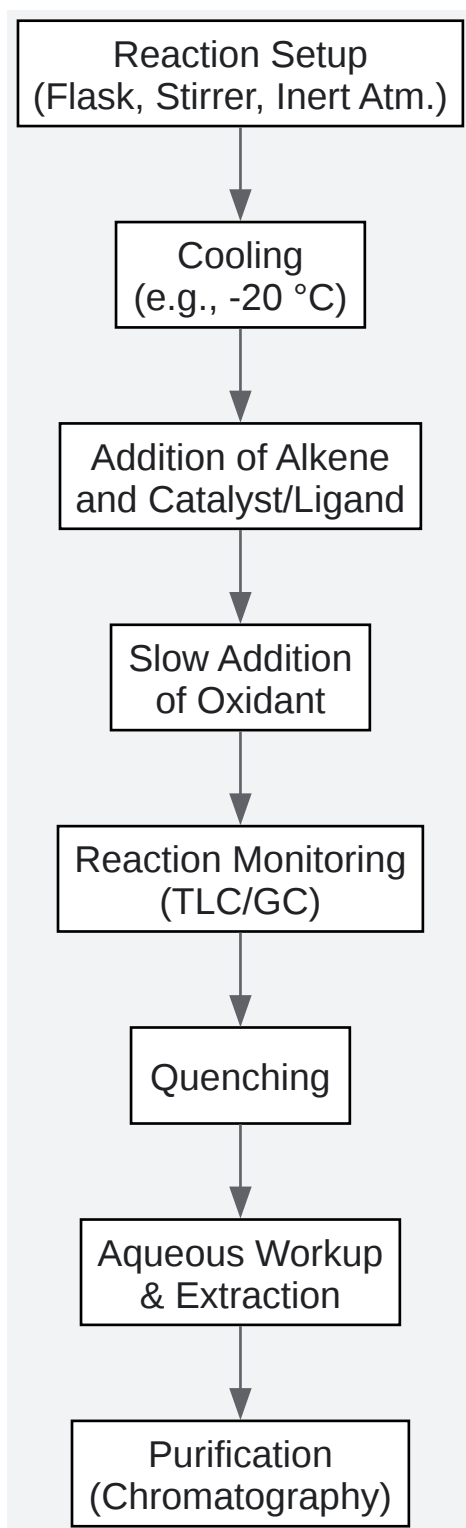 Reaction Setup
(Flask, Stirrer, Inert Atm.)
Cooling
(e.g., -20 °C)
Addition of Alkene
and Catalyst/Ligand
Slow Addition
of Oxidant
Reaction Monitoring
(TLC/GC)
Quenching
Aqueous Workup
& Extraction
Purification
(Chromatography)